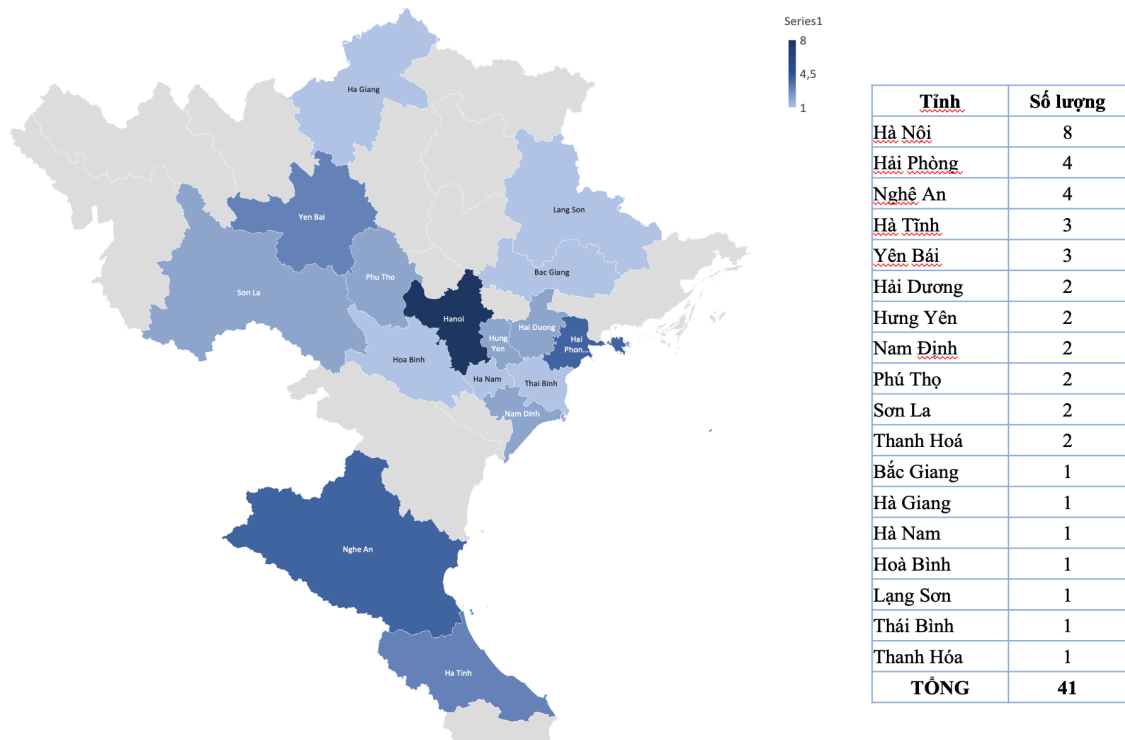 Series1
8
4,5
1
Ha Giang
Lang Son
Yen Bai
Bac Giang
Phu Tho
Son La
Hanoi
Hai Duong
Hung
Yen
Hai
Phon...
Hoa Binh
Ha Nam
Thai Binh
Nam Dinh
Nghe An
Ha Tinh
Tỉnh Số lượng
Hà Nôi 8
Hải Phòng 4
Nghệ An 4
Hà Tĩnh 3
Yên Bái 3
Hải Dương 2
Hưng Yên 2
Nam Định 2
Phú Thọ 2
Sơn La 2
Thanh Hoá 2
Bắc Giang 1
Hà Giang 1
Hà Nam 1
Hoà Bình 1
Lạng Sơn 1
Thái Bình 1
Thanh Hóa 1
TỔNG 41